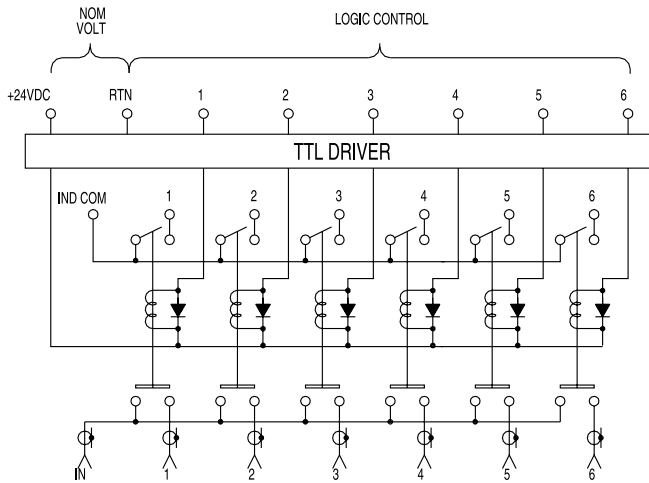 NOM
VOLT
LOGIC CONTROL
+24VDC RTN 1 2 3 4 5 6
TTL DRIVER
IND COM 1 2 3 4 5 6
IN 1 2 3 4 5 6